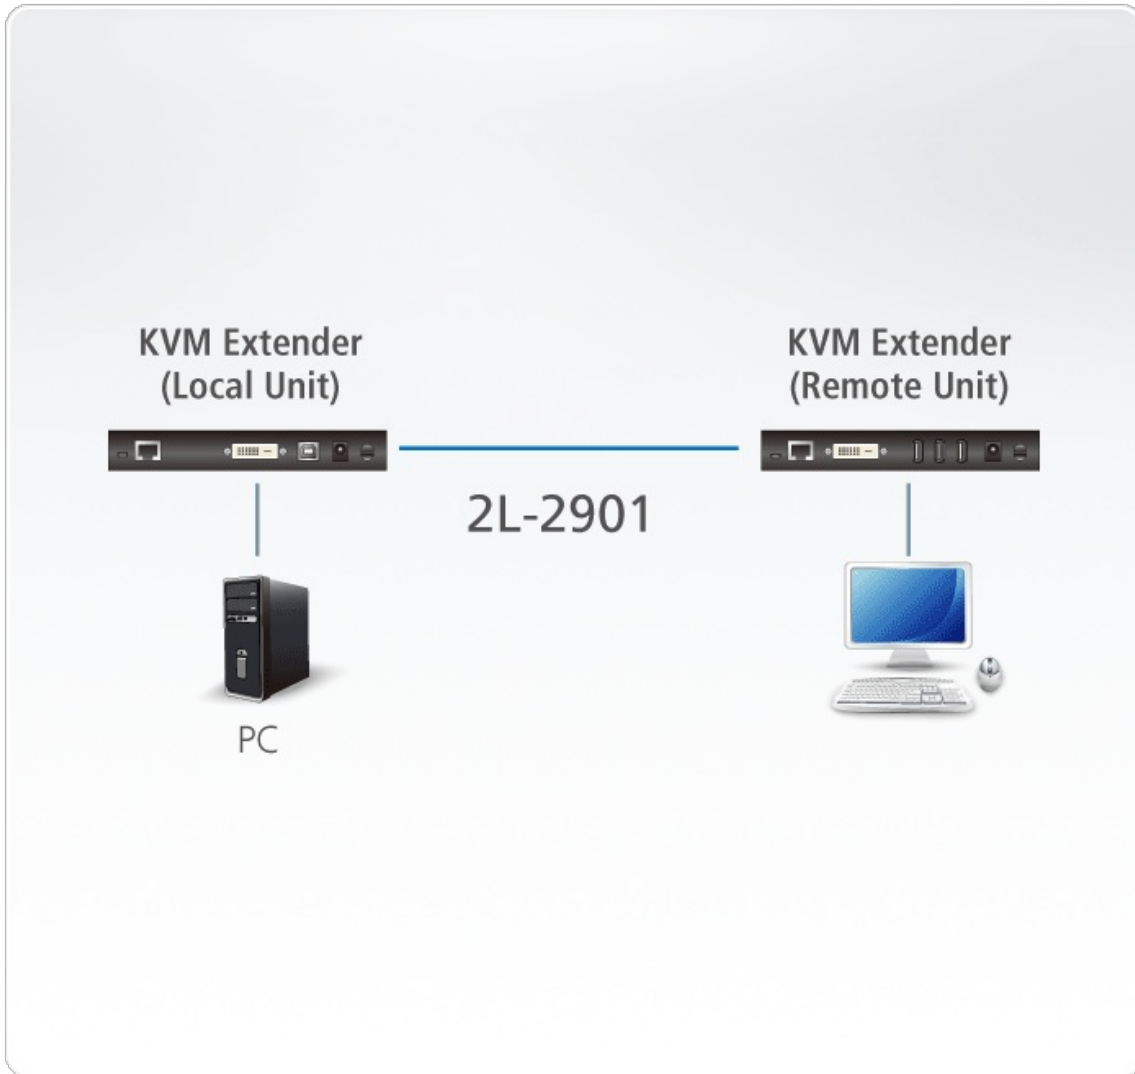 KVM Extender
(Local Unit)
KVM Extender
(Remote Unit)
2L-2901
PC